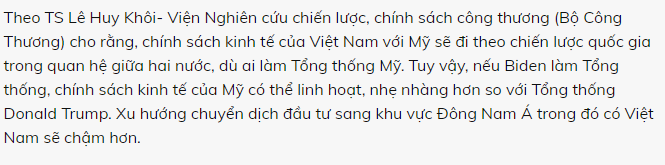 Theo TS Lê Huy Khôi- Viện Nghiên cứu chiến lược, chính sách công thương (Bộ Công
Thương) cho rằng, chính sách kinh tế của Việt Nam với Mỹ sẽ đi theo chiến lược quốc gia
trong quan hệ giữa hai nước, dù ai làm Tổng thống Mỹ. Tuy vậy, nếu Biden làm Tổng
thống, chính sách kinh tế của Mỹ có thể linh hoạt, nhẹ nhàng hơn so với Tổng thống
Donald Trump. Xu hướng chuyển dịch đầu tư sang khu vực Đông Nam Á trong đó có Việt
Nam sẽ chậm hơn.